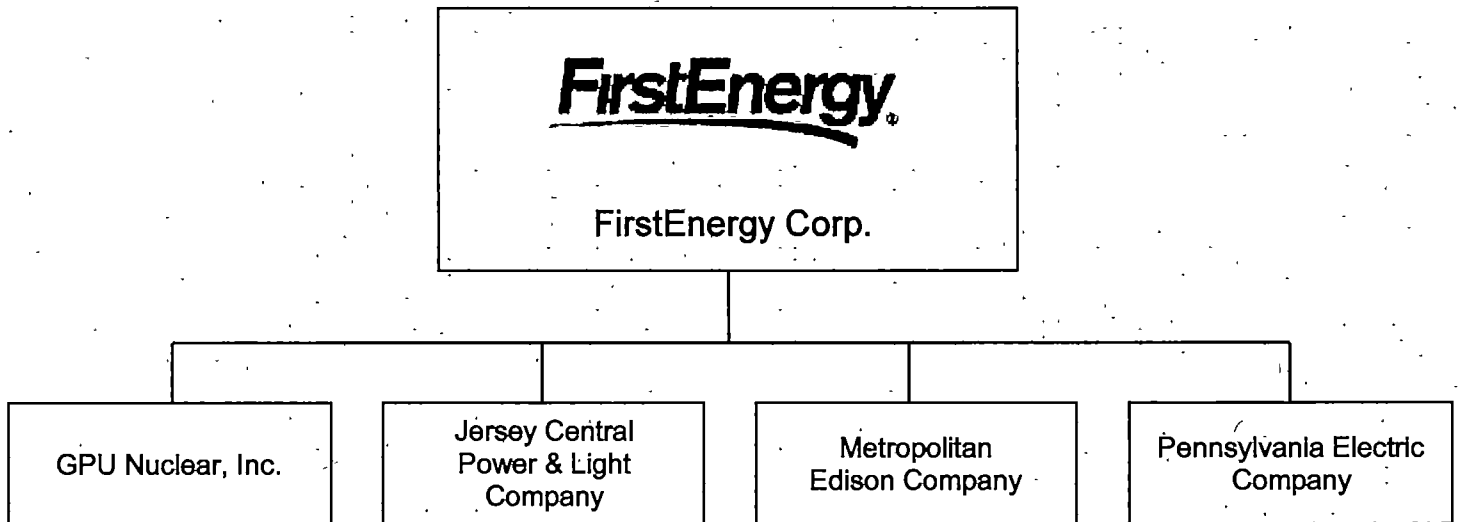 FirstEnergy®
FirstEnergy Corp.
GPU Nuclear, Inc.
Jersey Central
Power & Light
Company
Metropolitan
Edison Company
Pennsylvania Electric
Company